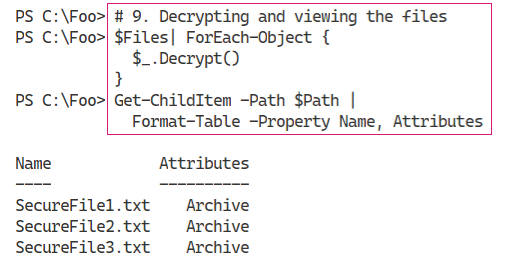 PS C:\Foo> # 9. Decrypting and viewing the files
PS C:\Foo> $Files| ForEach-Object {
             $_.Decrypt()
           }
PS C:\Foo> Get-ChildItem -Path $Path |
             Format-Table -Property Name, Attributes

Name            Attributes
----            ----------
SecureFile1.txt    Archive
SecureFile2.txt    Archive
SecureFile3.txt    Archive